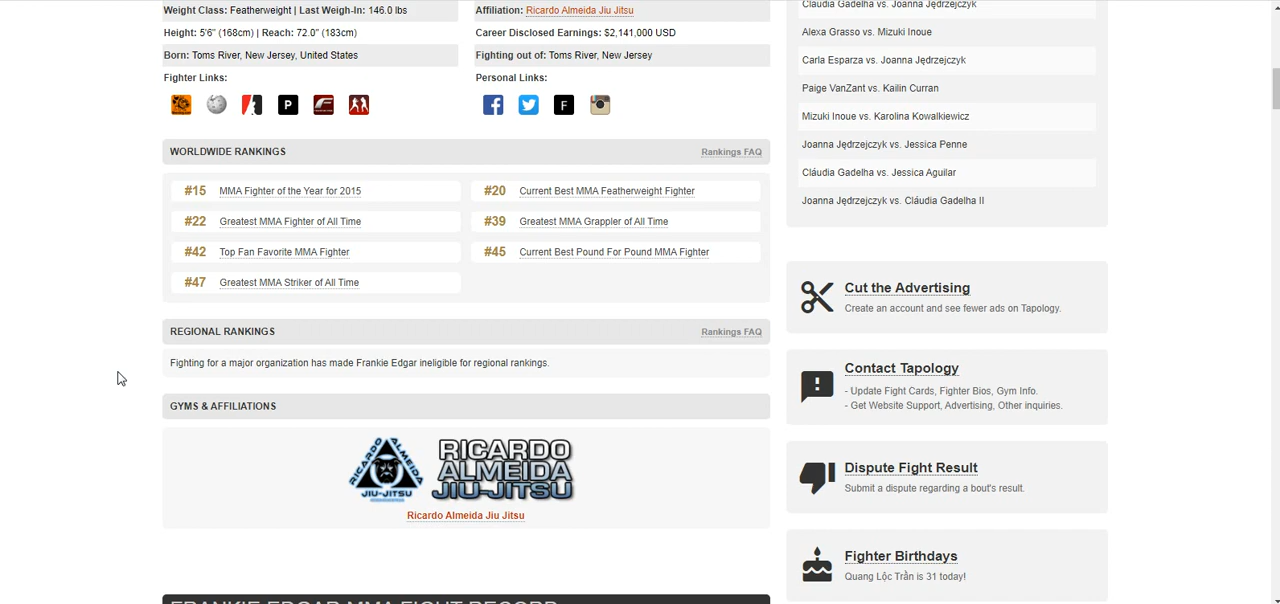 Weight Class: Featherweight | Last Weigh-In: 146.0 lbs
Height: 5'6" (168cm) | Reach: 72.0" (183cm)
Born: Toms River, New Jersey, United States
Fighter Links:
P
Affiliation: Ricardo Almeida Jiu Jitsu
Career Disclosed Earnings: $2,141,000 USD
Fighting out of: Toms River, New Jersey
Personal Links:
F
WORLDWIDE RANKINGS
Rankings FAQ
#15 MMA Fighter of the Year for 2015
#20 Current Best MMA Featherweight Fighter
#22 Greatest MMA Fighter of All Time
#39 Greatest MMA Grappler of All Time
#42 Top Fan Favorite MMA Fighter
#45 Current Best Pound For Pound MMA Fighter
#47 Greatest MMA Striker of All Time
REGIONAL RANKINGS
Rankings FAQ
Fighting for a major organization has made Frankie Edgar ineligible for regional rankings.
GYMS & AFFILIATIONS
RICARDO ALMEIDA
JIU-JITSU
RICARDO
ALMEIDA
JIU-JITSU
Ricardo Almeida Jiu Jitsu
FRANKIE EDGAR MMA FIGHT RECORD
Claudia Gadelha vs. Joanna Jędrzejczyk
Alexa Grasso vs. Mizuki Inoue
Carla Esparza vs. Joanna Jędrzejczyk
Paige VanZant vs. Kailin Curran
Mizuki Inoue vs. Karolina Kowalkiewicz
Joanna Jędrzejczyk vs. Jessica Penne
Cláudia Gadelha vs. Jessica Aguilar
Joanna Jędrzejczyk vs. Cláudia Gadelha II
Cut the Advertising
Create an account and see fewer ads on Tapology.
Contact Tapology
- Update Fight Cards, Fighter Bios, Gym Info.
- Get Website Support, Advertising, Other inquiries.
Dispute Fight Result
Submit a dispute regarding a bout's result.
Fighter Birthdays
Quang Lộc Trần is 31 today!